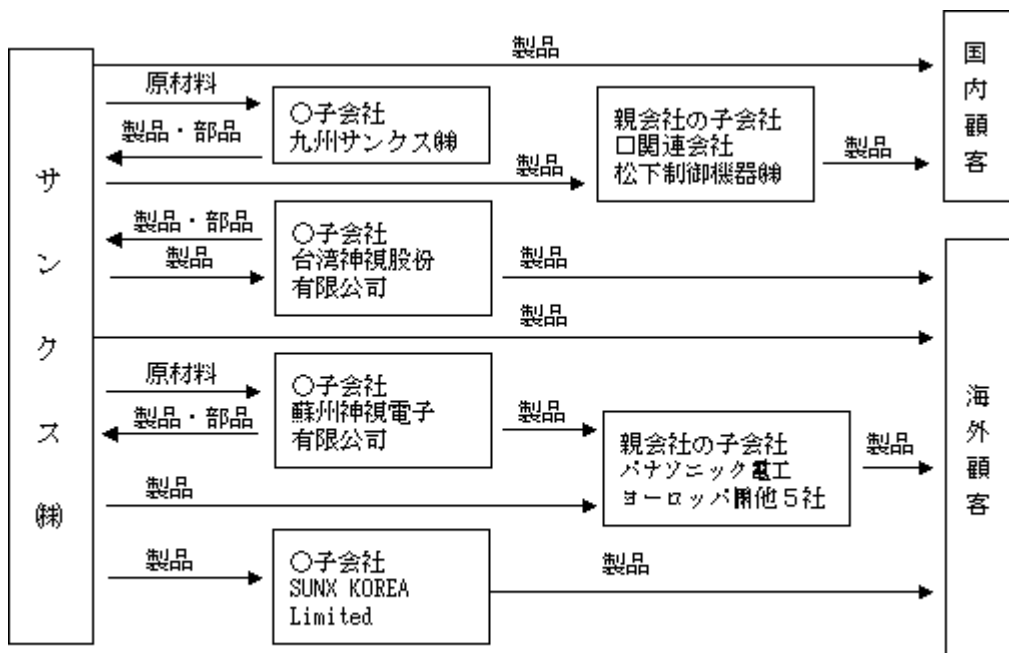 サンクス㈱
製品
国内顧客
原材料
製品・部品
○子会社
九州サンクス㈱
製品
親会社の子会社
□関連会社
松下制御機器㈱
製品
製品・部品
製品
○子会社
台湾神視股份
有限公司
製品
製品
海外顧客
原材料
製品・部品
○子会社
蘇州神視電子
有限公司
製品
親会社の子会社
パナソニック電工
ヨーロッパ㈱他5社
製品
製品
製品
○子会社
SUNX KOREA
Limited
製品